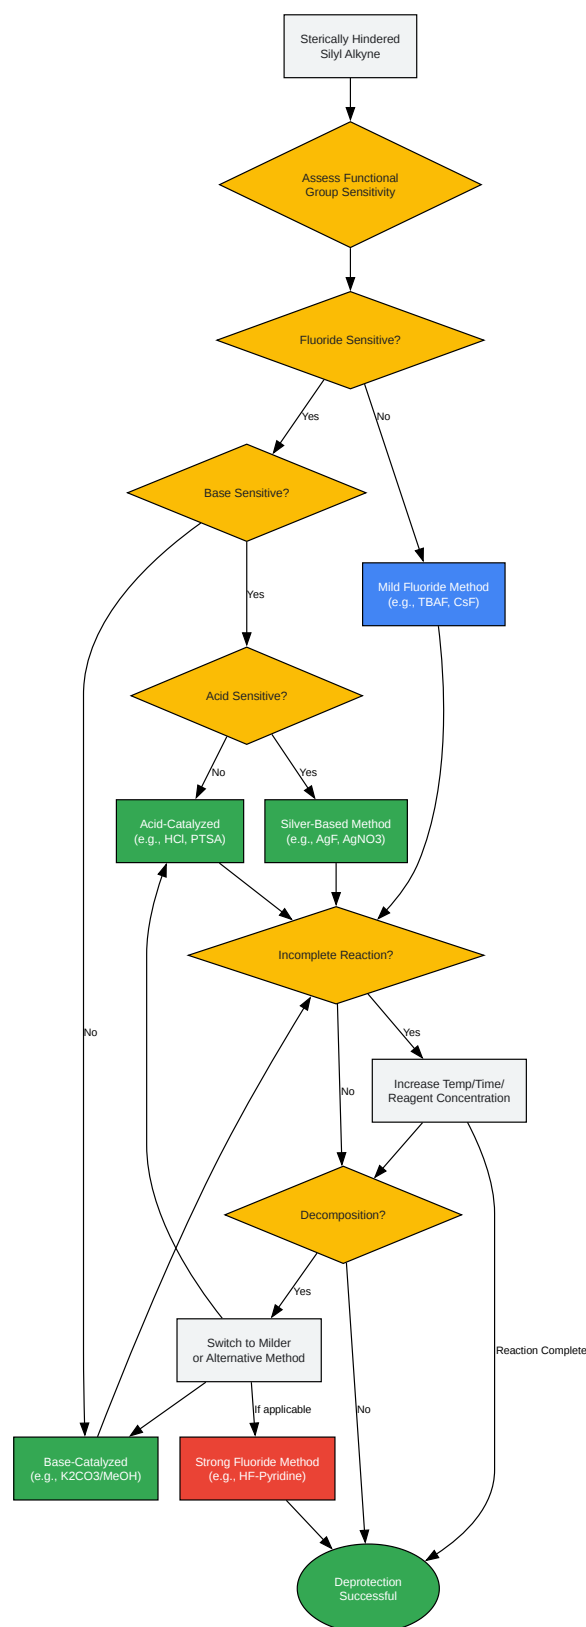 Sterically Hindered
Silyl Alkyne
Assess Functional
Group Sensitivity
Fluoride Sensitive?
Yes
No
Base Sensitive?
Mild Fluoride Method
(e.g., TBAF, CsF)
Yes
Acid Sensitive?
No
Yes
Acid-Catalyzed
(e.g., HCl, PTSA)
Silver-Based Method
(e.g., AgF, AgNO3)
Incomplete Reaction?
No
Yes
Increase Temp/Time/
Reagent Concentration
No
Decomposition?
Yes
Switch to Milder
or Alternative Method
Reaction Complete
If applicable
No
Base-Catalyzed
(e.g., K2CO3/MeOH)
Strong Fluoride Method
(e.g., HF-Pyridine)
Deprotection
Successful